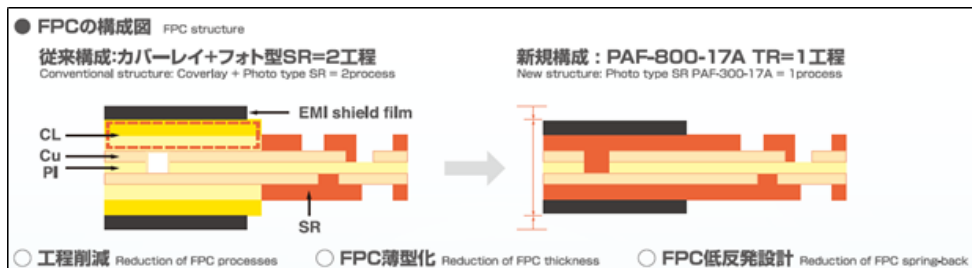 ● FPCの構成図 FPC structure
従来構成:カバーレイ+フォト型SR=2工程
Conventional structure: Coverlay + Photo type SR = 2process
新規構成：PAF-800-17A TR=1工程
New structure: Photo type SR PAF-300-17A = 1process
EMI shield film
CL
Cu
PI
SR
○ 工程削減 Reduction of FPC processes
○ FPC薄型化 Reduction of FPC thickness
○ FPC低反発設計 Reduction of FPC spring-back